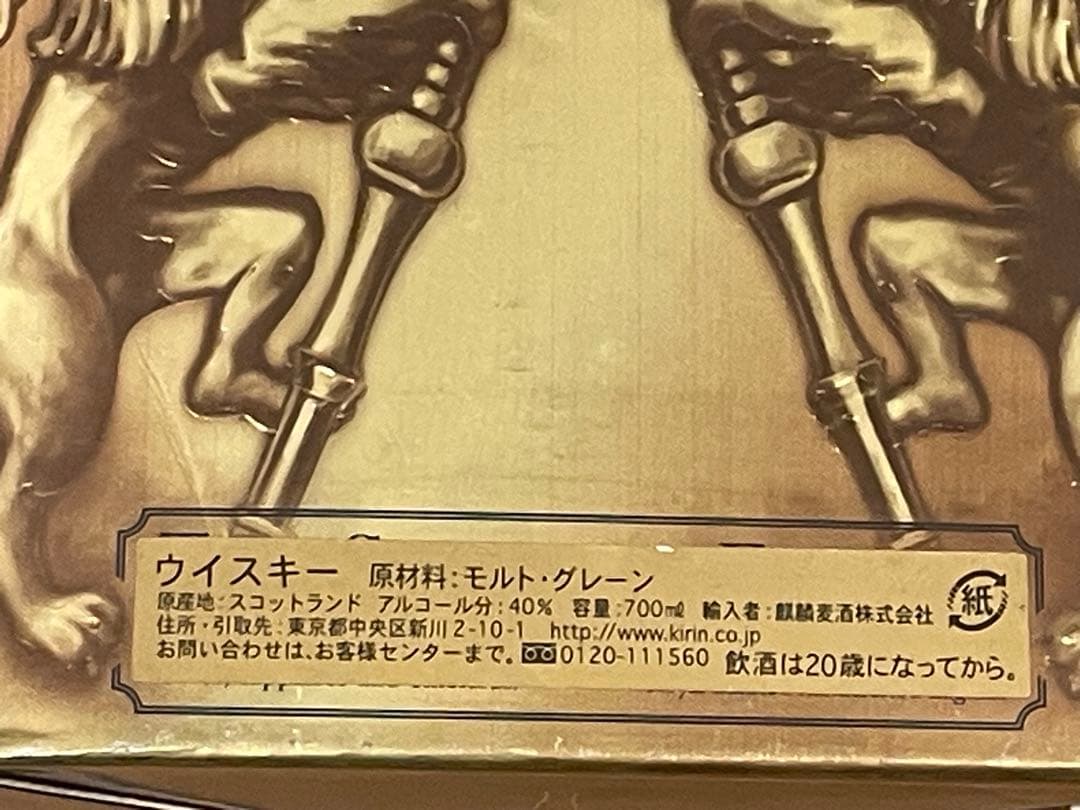 ウイスキー 原材料:モルト・グレーン
原産地:スコットランド アルコール分:40% 容量:700㎖ 輸入者:麒麟麦酒株式会社
住所・引取先:東京都中央区新川2-10-1 http://www.kirin.co.jp
お問い合わせは、お客様センターまで。0120-111560 飲酒は20歳になってから。
紙